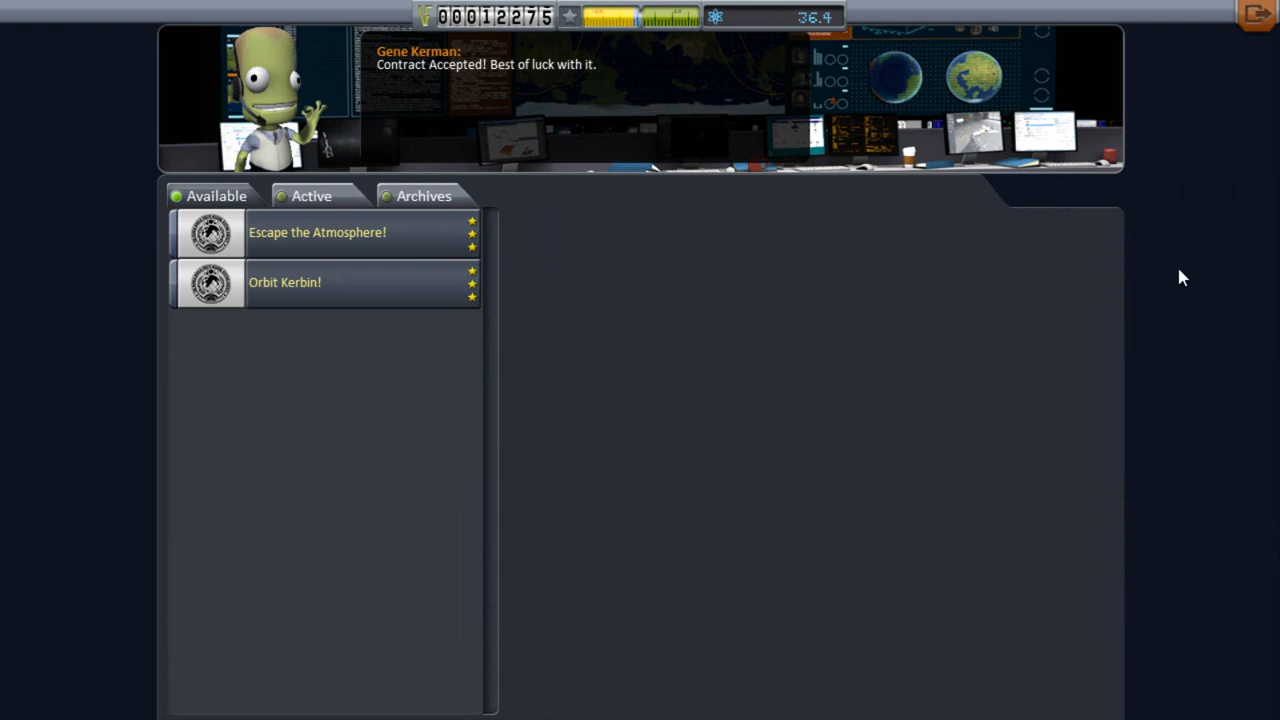 00012275
36.4
Gene Kerman:
Contract Accepted! Best of luck with it.
Available
Active
Archives
Escape the Atmosphere!
Orbit Kerbin!